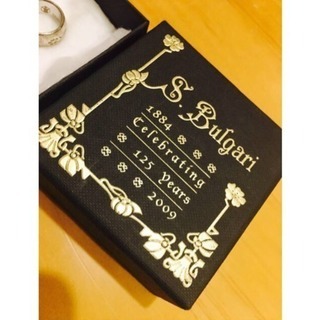 S. Bulgari
1884
Celebrating
125 years
2009